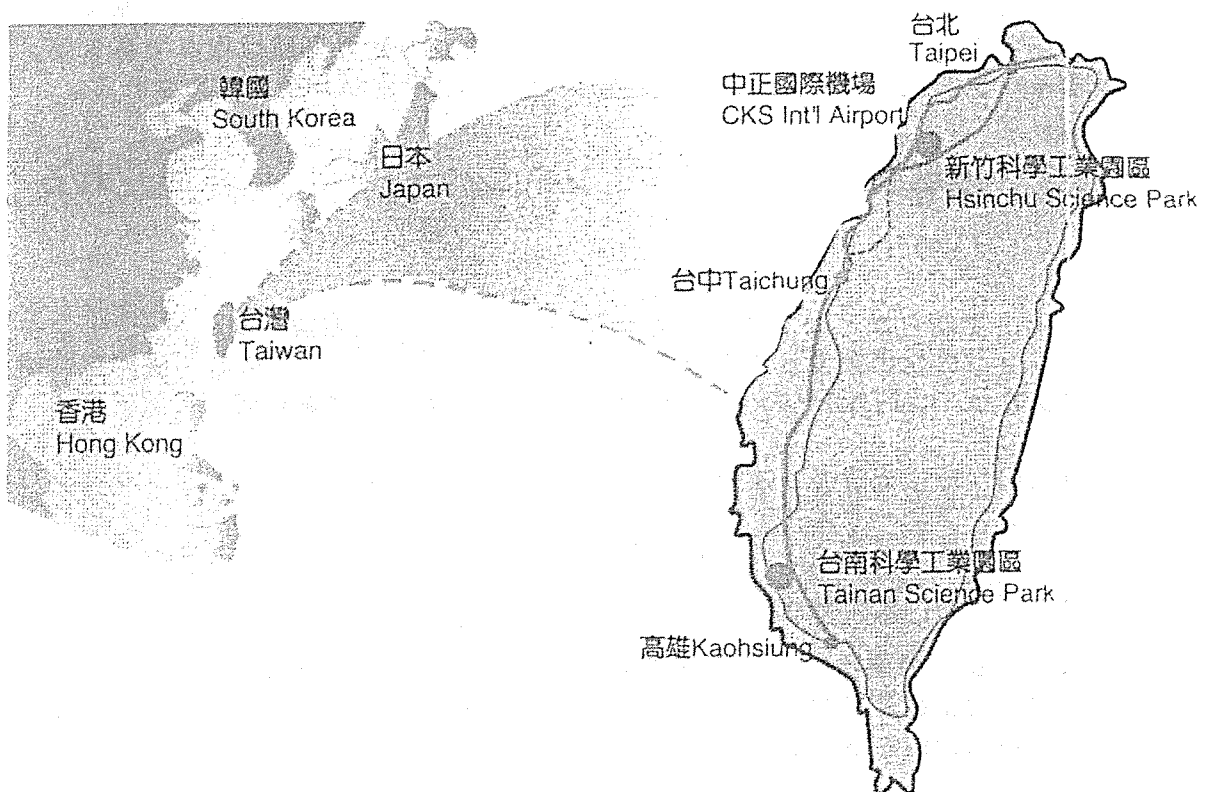 韓國
South Korea
日本
Japan
台灣
Taiwan
香港
Hong Kong
台北
Taipei
中正國際機場
CKS Int'l Airport
新竹科學工業園區
Hsinchu Science Park
台中Taichung
台南科學工業園區
Tainan Science Park
高雄Kaohsiung